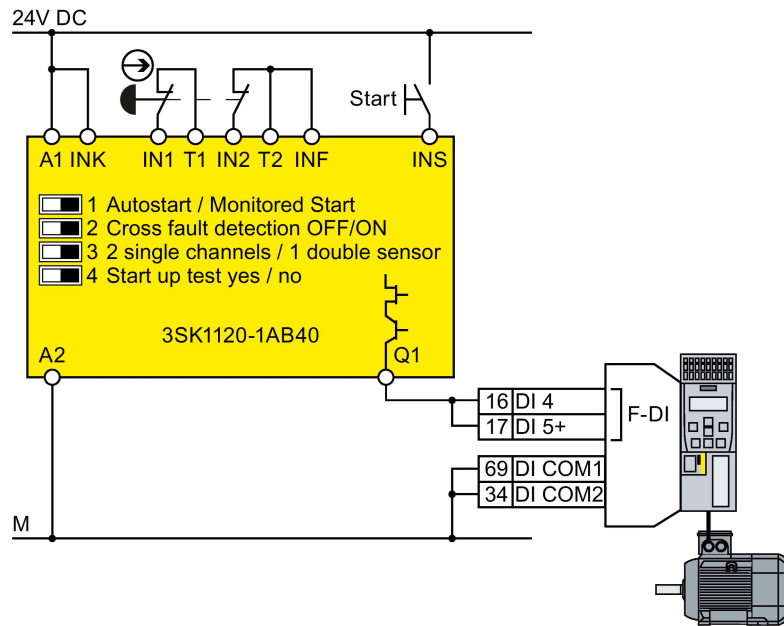 24V DC
Start
A1 INK IN1 T1 IN2 T2 INF INS
1 Autostart / Monitored Start
2 Cross fault detection OFF/ON
3 2 single channels / 1 double sensor
4 Start up test yes / no
3SK1120-1AB40
A2 Q1
16 DI 4
17 DI 5+
F-DI
69 DI COM1
34 DI COM2
M